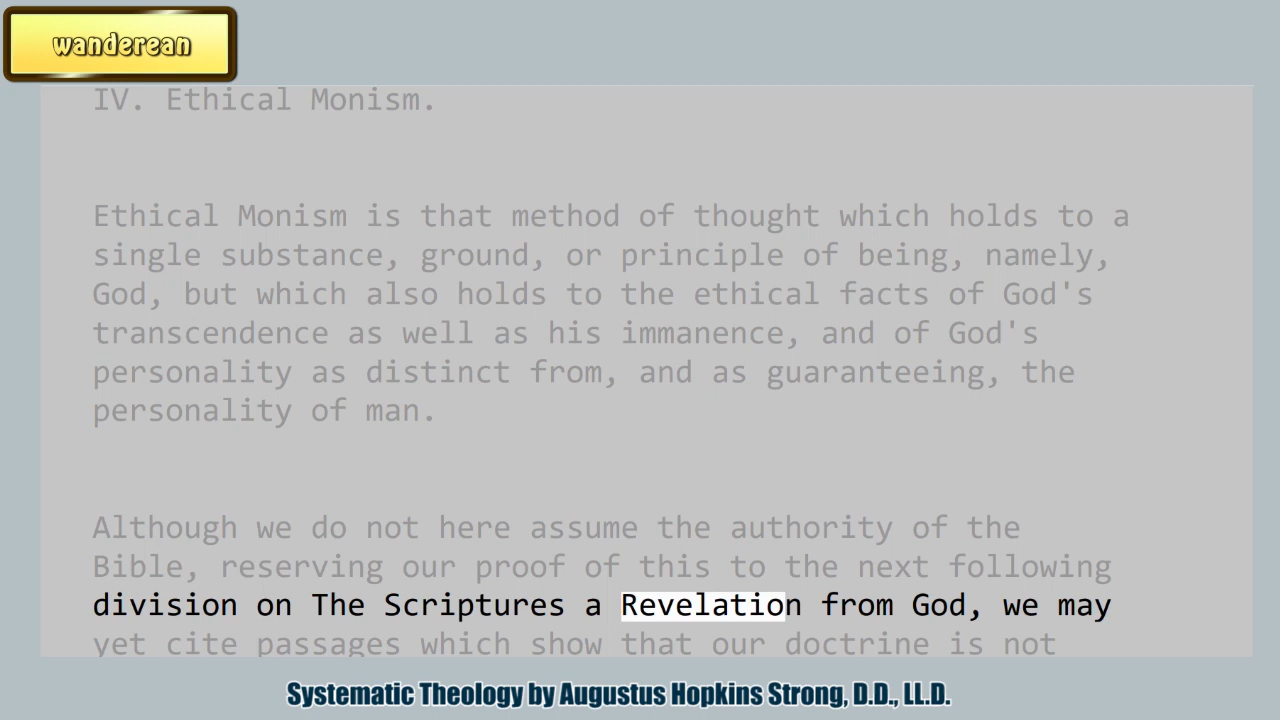 wanderean
IV. Ethical Monism.
Ethical Monism is that method of thought which holds to a
single substance, ground, or principle of being, namely,
God, but which also holds to the ethical facts of God's
transcendence as well as his immanence, and of God's
personality as distinct from, and as guaranteeing, the
personality of man.
Although we do not here assume the authority of the
Bible, reserving our proof of this to the next following
division on The Scriptures a Revelation from God, we may
yet cite passages which show that our doctrine is not
Systematic Theology by Augustus Hopkins Strong, D.D., LL.D.